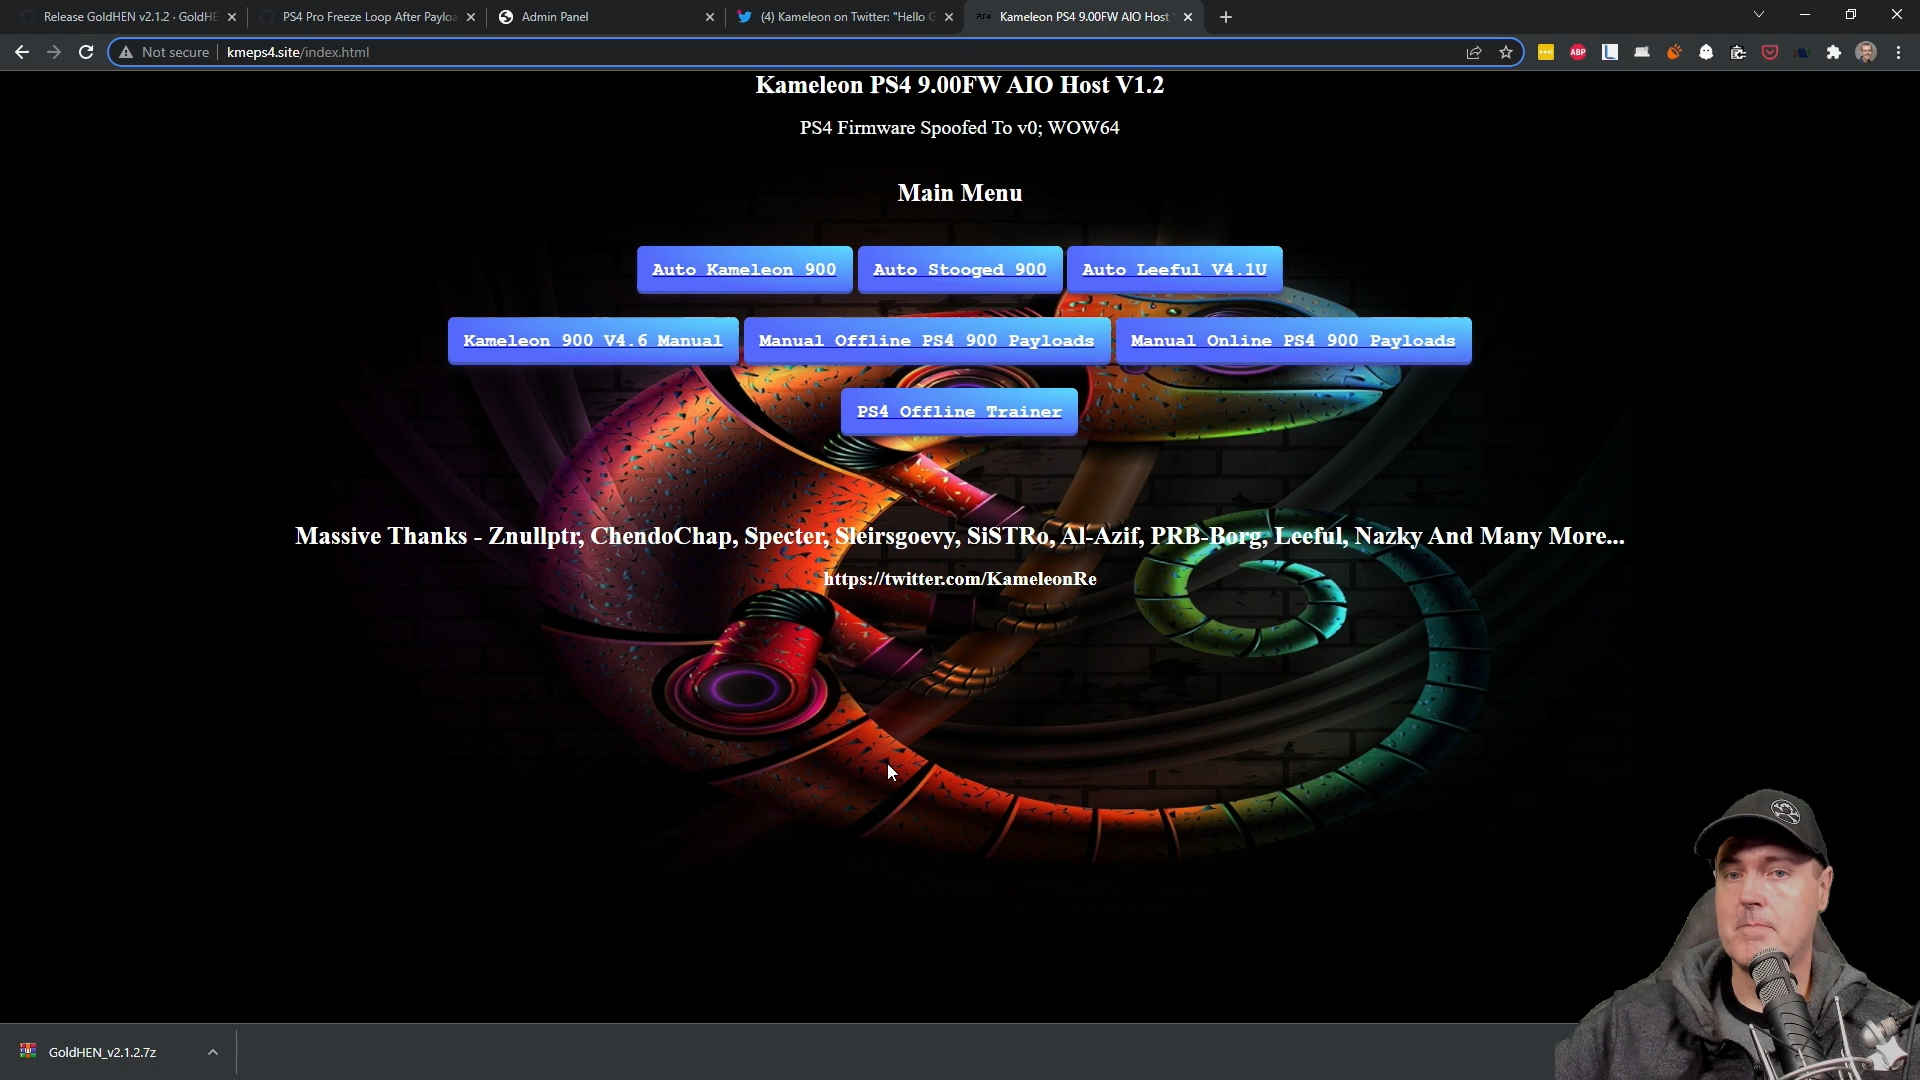 Release GoldHEN v2.1.2 · GoldHE
PS4 Pro Freeze Loop After Payloa
Admin Panel
(4) Kameleon on Twitter: "Hello G
PS4
Kameleon PS4 9.00FW AIO Host
Not secure
kmeps4.site/index.html
ABP
Kameleon PS4 9.00FW AIO Host V1.2
PS4 Firmware Spoofed To v0; WOW64
Main Menu
Auto Kameleon 900
Auto Stooged 900
Auto Leeful V4.1U
Kameleon 900 V4.6 Manual
Manual Offline PS4 900 Payloads
Manual Online PS4 900 Payloads
PS4 Offline Trainer
Massive Thanks - Znullptr, ChendoChap, Specter, Sleirsgoevy, SiSTRo, Al-Azif, PRB-Borg, Leeful, Nazky And Many More...
https://twitter.com/KameleonRe
GoldHEN_v2.1.2.7z